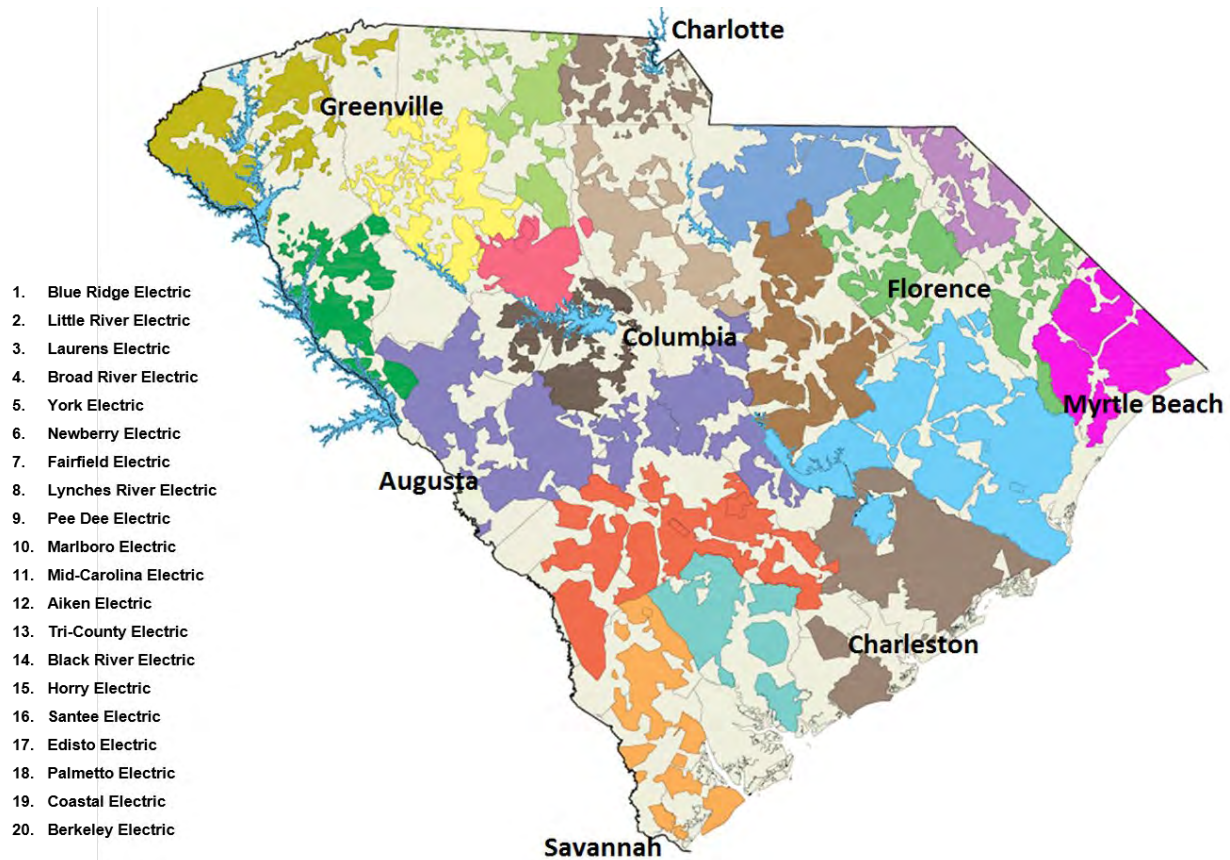 Charlotte
Greenville
Florence
Columbia
Myrtle Beach
Augusta
Charleston
Savannah
1. Blue Ridge Electric
2. Little River Electric
3. Laurens Electric
4. Broad River Electric
5. York Electric
6. Newberry Electric
7. Fairfield Electric
8. Lynches River Electric
9. Pee Dee Electric
10. Marlboro Electric
11. Mid-Carolina Electric
12. Aiken Electric
13. Tri-County Electric
14. Black River Electric
15. Horry Electric
16. Santee Electric
17. Edisto Electric
18. Palmetto Electric
19. Coastal Electric
20. Berkeley Electric